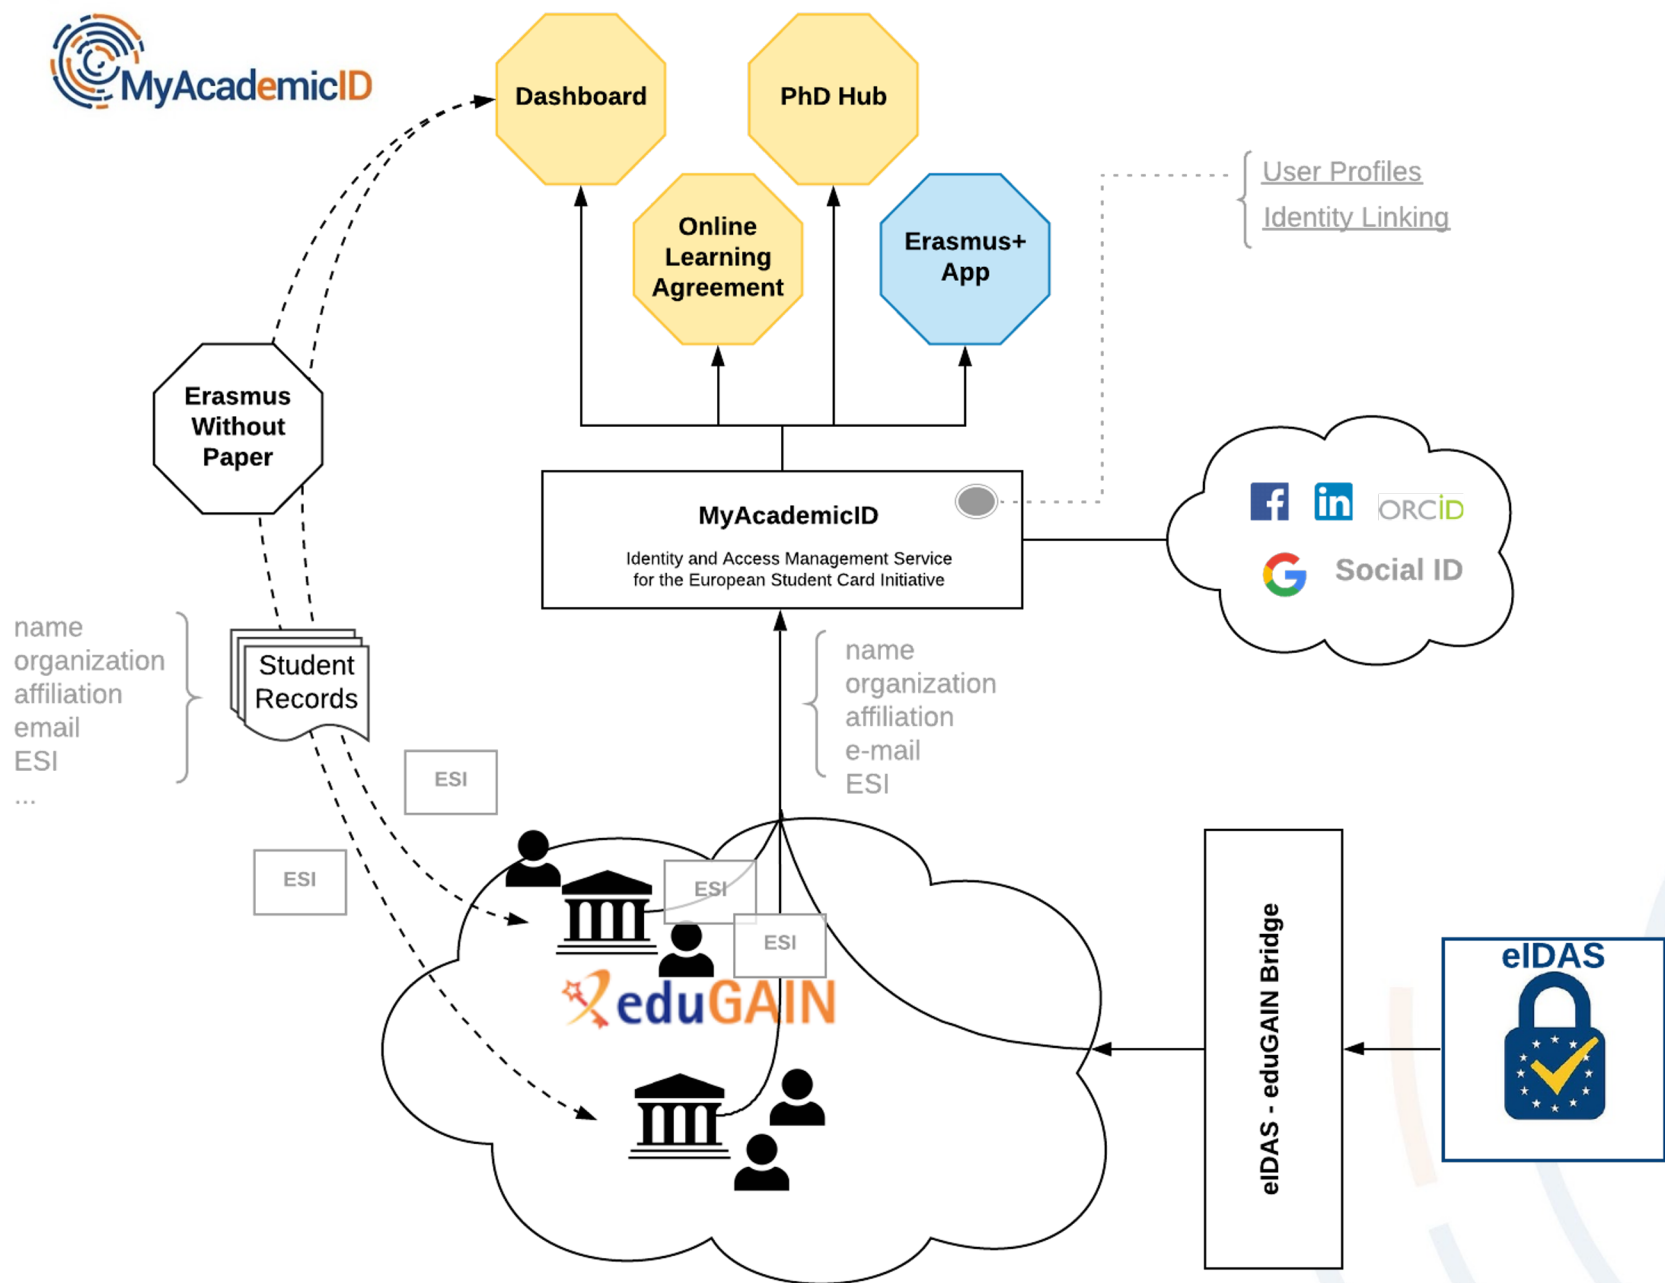 MyAcademicID
Dashboard
PhD Hub
User Profiles
Identity Linking
Online
Learning
Agreement
Erasmus+
App
Erasmus
Without
Paper
MyAcademicID
Identity and Access Management Service
for the European Student Card Initiative
ORCiD
Social ID
name
organization
affiliation
email
ESI
...
Student
Records
name
organization
affiliation
e-mail
ESI
ESI
ESI
ESI
ESI
eduGAIN
eIDAS - eduGAIN Bridge
eIDAS